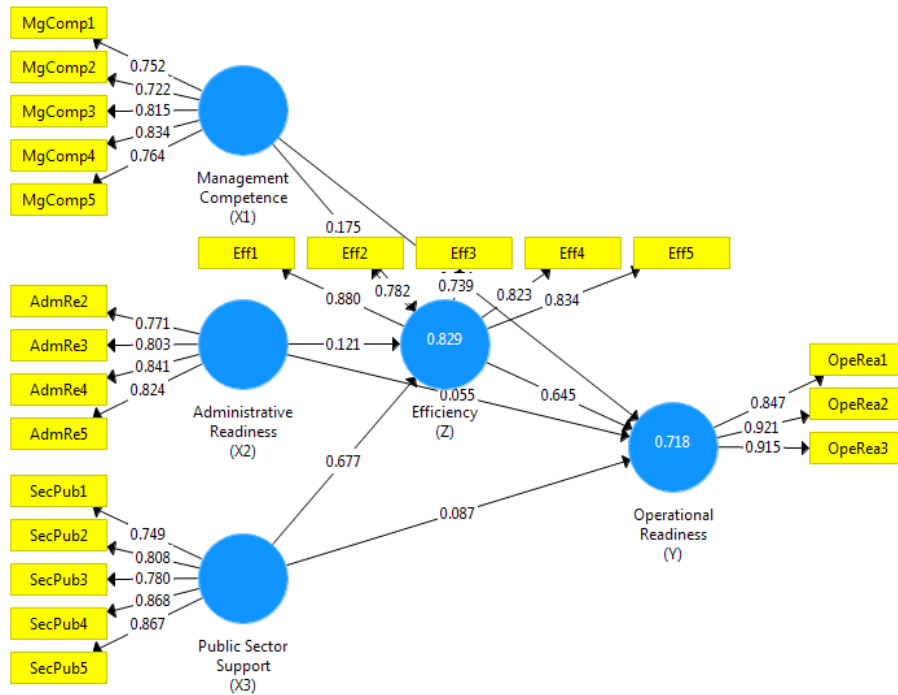 MgComp1
MgComp2
MgComp3
MgComp4
MgComp5
0.752
0.722
0.815
0.834
0.764
Management
Competence
(X1)
0.175
Eff1
Eff2
Eff3
Eff4
Eff5
0.880
0.782
0.739
0.823
0.834
AdmRe2
AdmRe3
AdmRe4
AdmRe5
0.771
0.803
0.841
0.824
Administrative
Readiness
(X2)
0.121
0.829
Efficiency
(Z)
0.055
0.645
0.677
0.087
SecPub1
SecPub2
SecPub3
SecPub4
SecPub5
0.749
0.808
0.780
0.868
0.867
Public Sector
Support
(X3)
0.718
Operational
Readiness
(Y)
0.847
0.921
0.915
OpeRea1
OpeRea2
OpeRea3